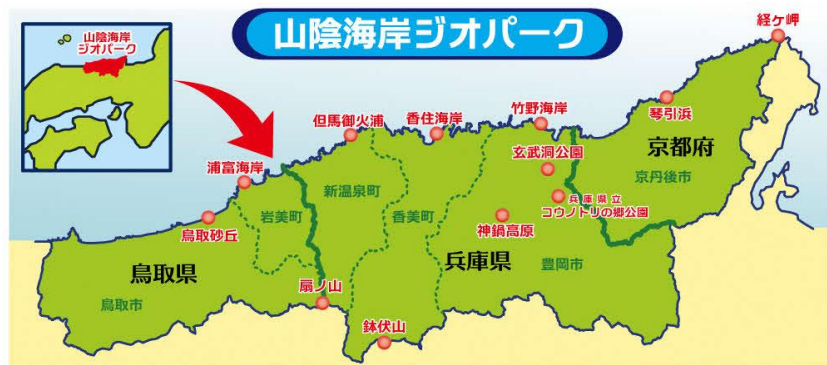 山陰海岸ジオパーク
山陰海岸
ジオパーク
経ヶ岬
但馬御火浦
香住海岸
竹野海岸
琴引浜
浦富海岸
玄武洞公園
京都府
京丹後市
新温泉町
兵庫県立
コウノトリの郷公園
岩美町
香美町
鳥取砂丘
神鍋高原
鳥取県
兵庫県
豊岡市
鳥取市
扇ノ山
鉢伏山